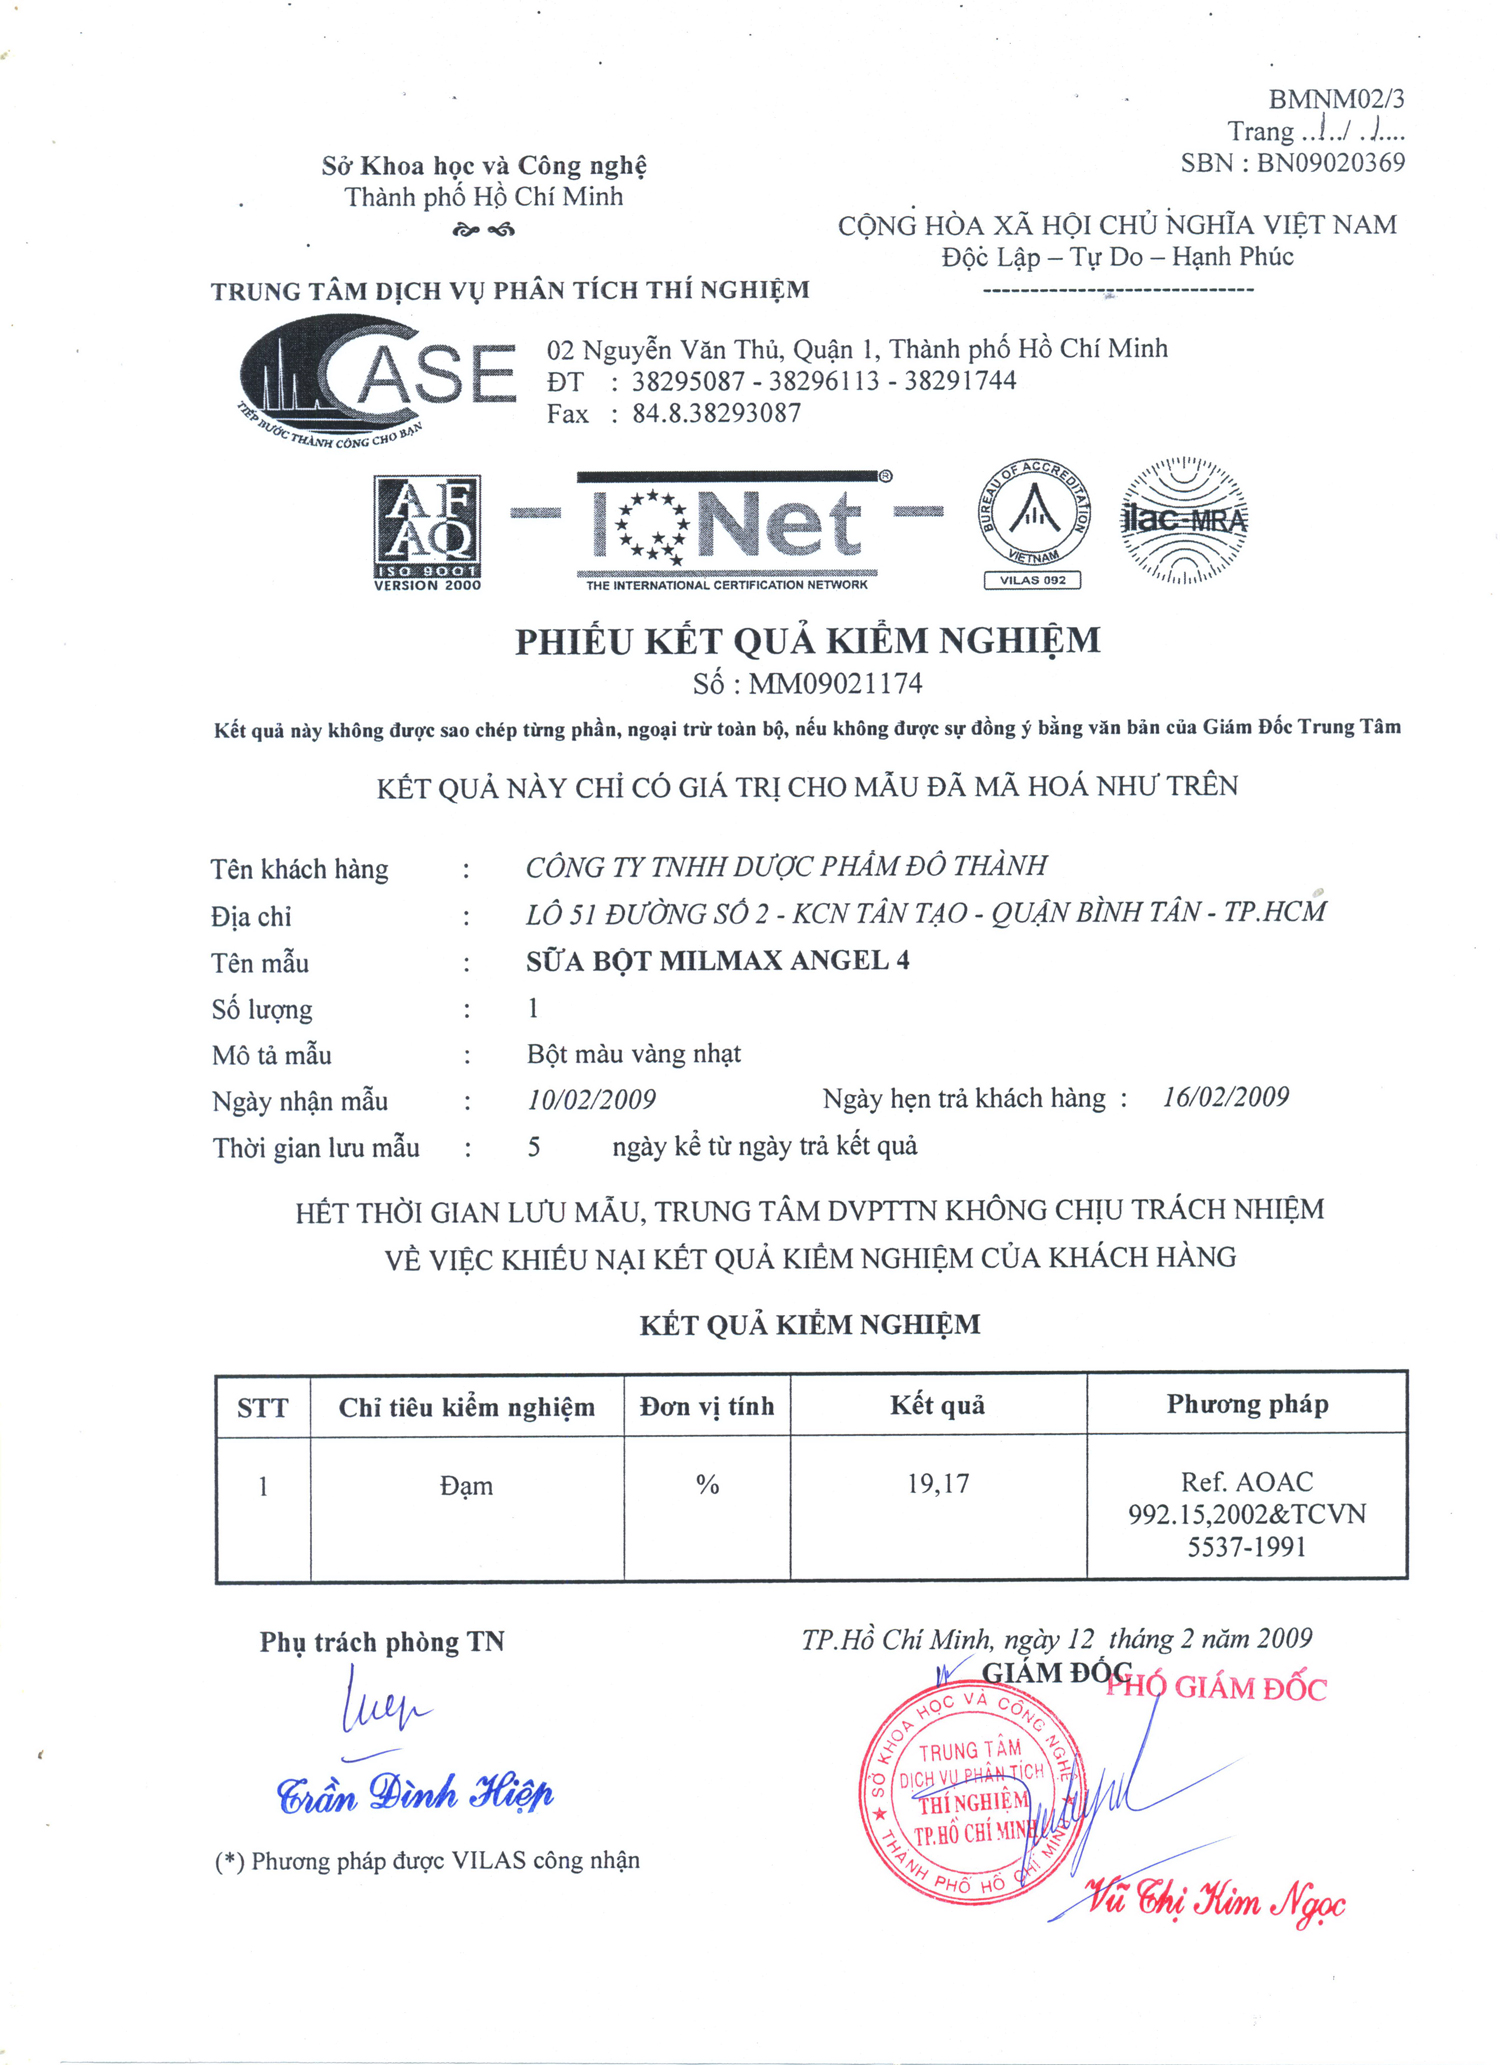 BMNM02/3
Trang ..1../ ..1....
SBN : BN09020369
Sở Khoa học và Công nghệ
Thành phố Hồ Chí Minh
CỘNG HÒA XÃ HỘI CHỦ NGHĨA VIỆT NAM
Độc Lập – Tự Do – Hạnh Phúc
TRUNG TÂM DỊCH VỤ PHÂN TÍCH THÍ NGHIỆM
CASE
TIẾP BƯỚC THÀNH CÔNG CHO BẠN
02 Nguyễn Văn Thủ, Quận 1, Thành phố Hồ Chí Minh
ĐT : 38295087 - 38296113 - 38291744
Fax : 84.8.38293087
AFAQ
ISO 9001
VERSION 2000
IQNet ®
THE INTERNATIONAL CERTIFICATION NETWORK
BUREAU OF ACCREDITATION
VIETNAM
VILAS 092
ilac-MRA
PHIẾU KẾT QUẢ KIỂM NGHIỆM
Số : MM09021174
Kết quả này không được sao chép từng phần, ngoại trừ toàn bộ, nếu không được sự đồng ý bằng văn bản của Giám Đốc Trung Tâm
KẾT QUẢ NÀY CHỈ CÓ GIÁ TRỊ CHO MẪU ĐÃ MÃ HOÁ NHƯ TRÊN
Tên khách hàng : CÔNG TY TNHH DƯỢC PHẨM ĐÔ THÀNH
Địa chỉ : LÔ 51 ĐƯỜNG SỐ 2 - KCN TÂN TẠO - QUẬN BÌNH TÂN - TP.HCM
Tên mẫu : SỮA BỘT MILMAX ANGEL 4
Số lượng : 1
Mô tả mẫu : Bột màu vàng nhạt
Ngày nhận mẫu : 10/02/2009 Ngày hẹn trả khách hàng : 16/02/2009
Thời gian lưu mẫu : 5 ngày kể từ ngày trả kết quả
HẾT THỜI GIAN LƯU MẪU, TRUNG TÂM DVPTTN KHÔNG CHỊU TRÁCH NHIỆM
VỀ VIỆC KHIẾU NẠI KẾT QUẢ KIỂM NGHIỆM CỦA KHÁCH HÀNG
KẾT QUẢ KIỂM NGHIỆM
STT Chỉ tiêu kiểm nghiệm Đơn vị tính Kết quả Phương pháp
1 Đạm % 19,17 Ref. AOAC
992.15,2002&TCVN
5537-1991
Phụ trách phòng TN
TP.Hồ Chí Minh, ngày 12 tháng 2 năm 2009
GIÁM ĐỐC
PHÓ GIÁM ĐỐC
SỞ KHOA HỌC VÀ CÔNG NGHỆ
TRUNG TÂM
DỊCH VỤ PHÂN TÍCH
THÍ NGHIỆM
TP.HỒ CHÍ MINH
THÀNH PHỐ HỒ CHÍ MINH
Trần Đình Hiệp
(*) Phương pháp được VILAS công nhận
Vũ Thị Kim Ngọc